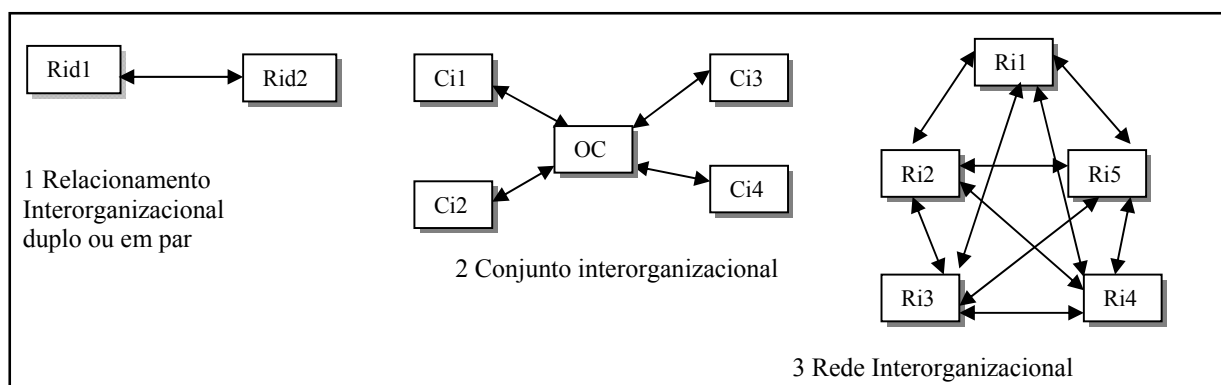 Rid1
Rid2
1 Relacionamento
Interorganizacional
duplo ou em par
Ci1
Ci3
OC
Ci2
Ci4
2 Conjunto interorganizacional
Ri1
Ri2
Ri5
Ri3
Ri4
3 Rede Interorganizacional